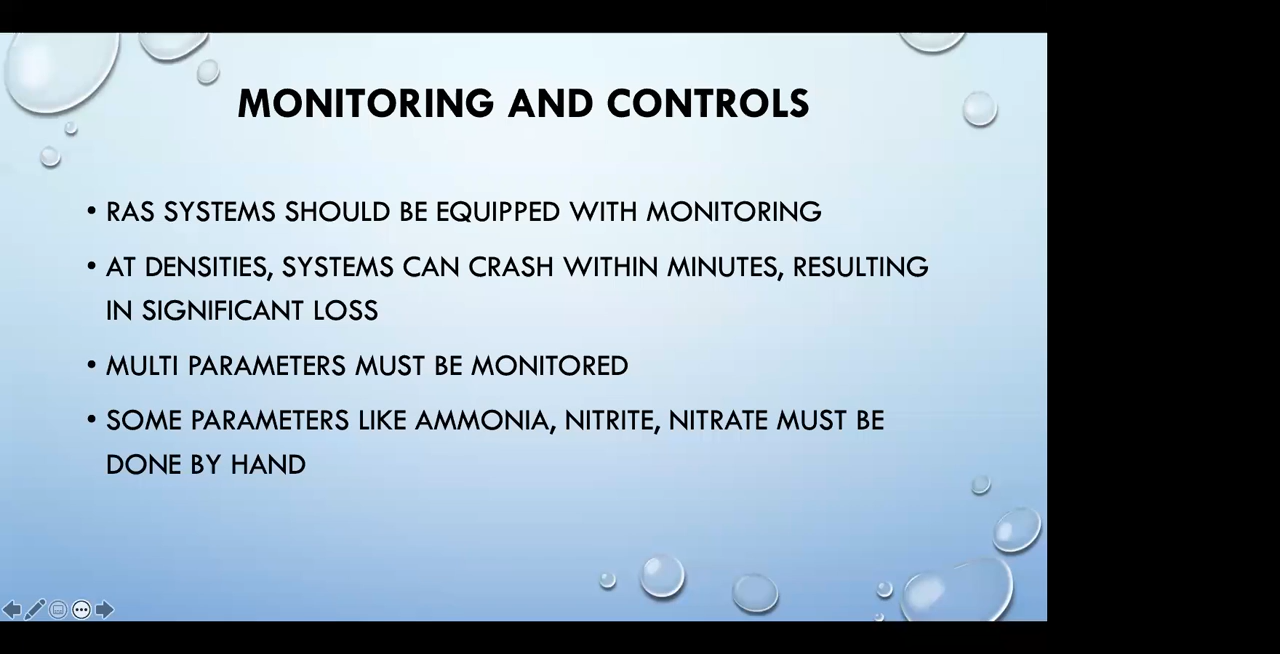 MONITORING AND CONTROLS
• RAS SYSTEMS SHOULD BE EQUIPPED WITH MONITORING
• AT DENSITIES, SYSTEMS CAN CRASH WITHIN MINUTES, RESULTING
IN SIGNIFICANT LOSS
• MULTI PARAMETERS MUST BE MONITORED
• SOME PARAMETERS LIKE AMMONIA, NITRITE, NITRATE MUST BE
DONE BY HAND